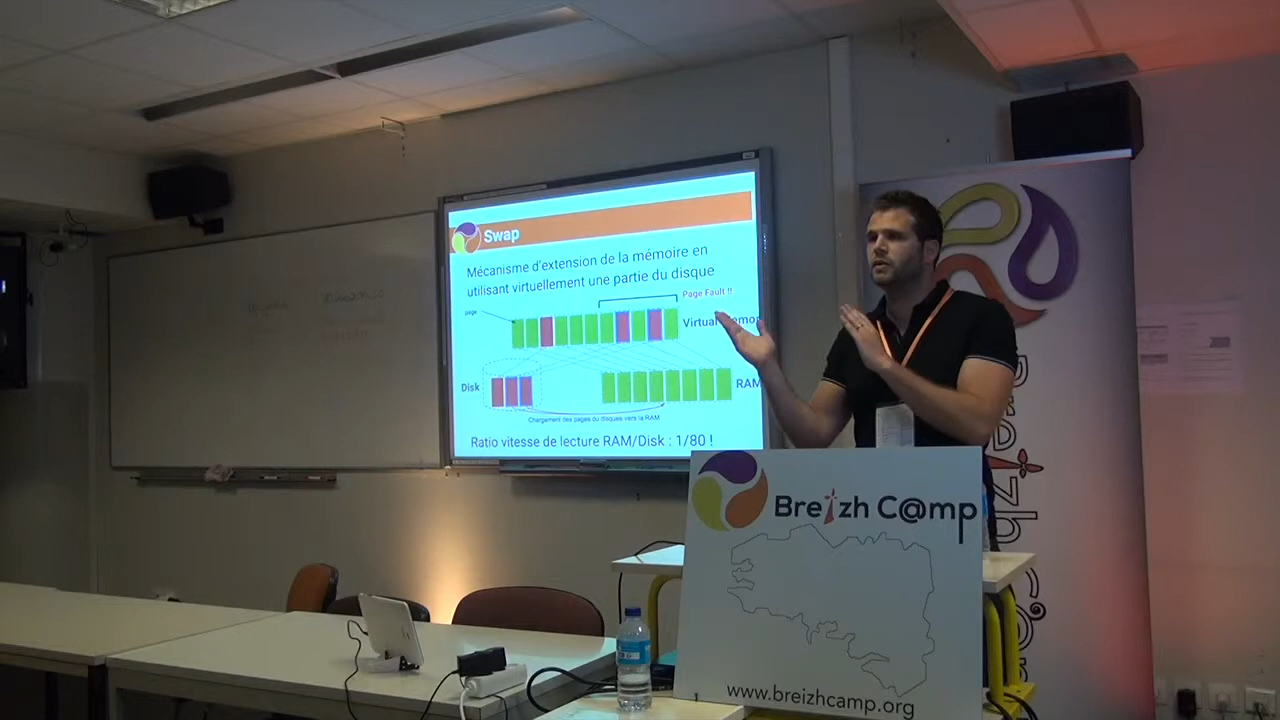 Swap
Mécanisme d'extension de la mémoire en
utilisant virtuellement une partie du disque
Page Fault !!
page
Disk
RAM
Chargement des pages du disques vers la RAM
Ratio vitesse de lecture RAM/Disk : 1/80 !
Breizh C@mp
www.breizhcamp.org